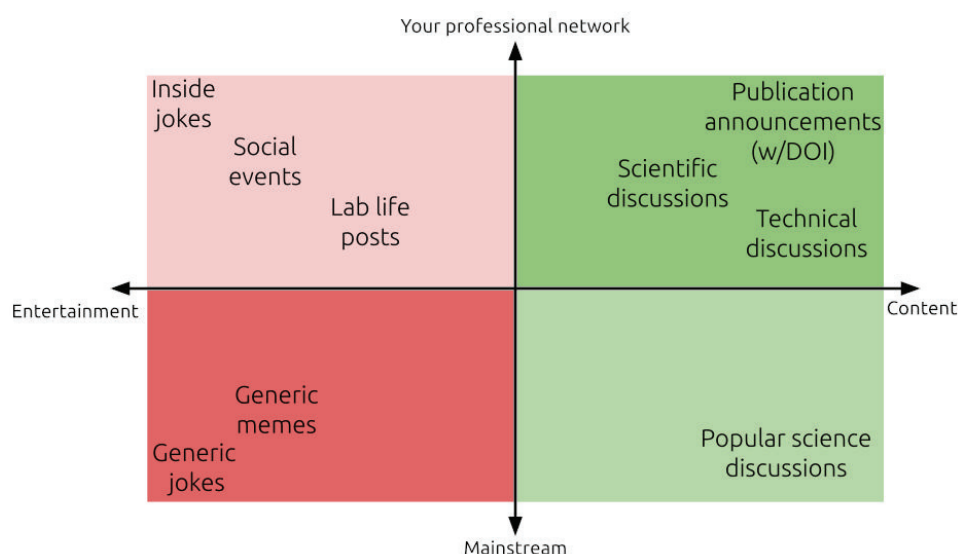 Your professional network
Inside
jokes
Social
events
Lab life
posts
Publication
announcements
(w/DOI)
Scientific
discussions
Technical
discussions
Entertainment
Content
Generic
memes
Generic
jokes
Popular science
discussions
Mainstream